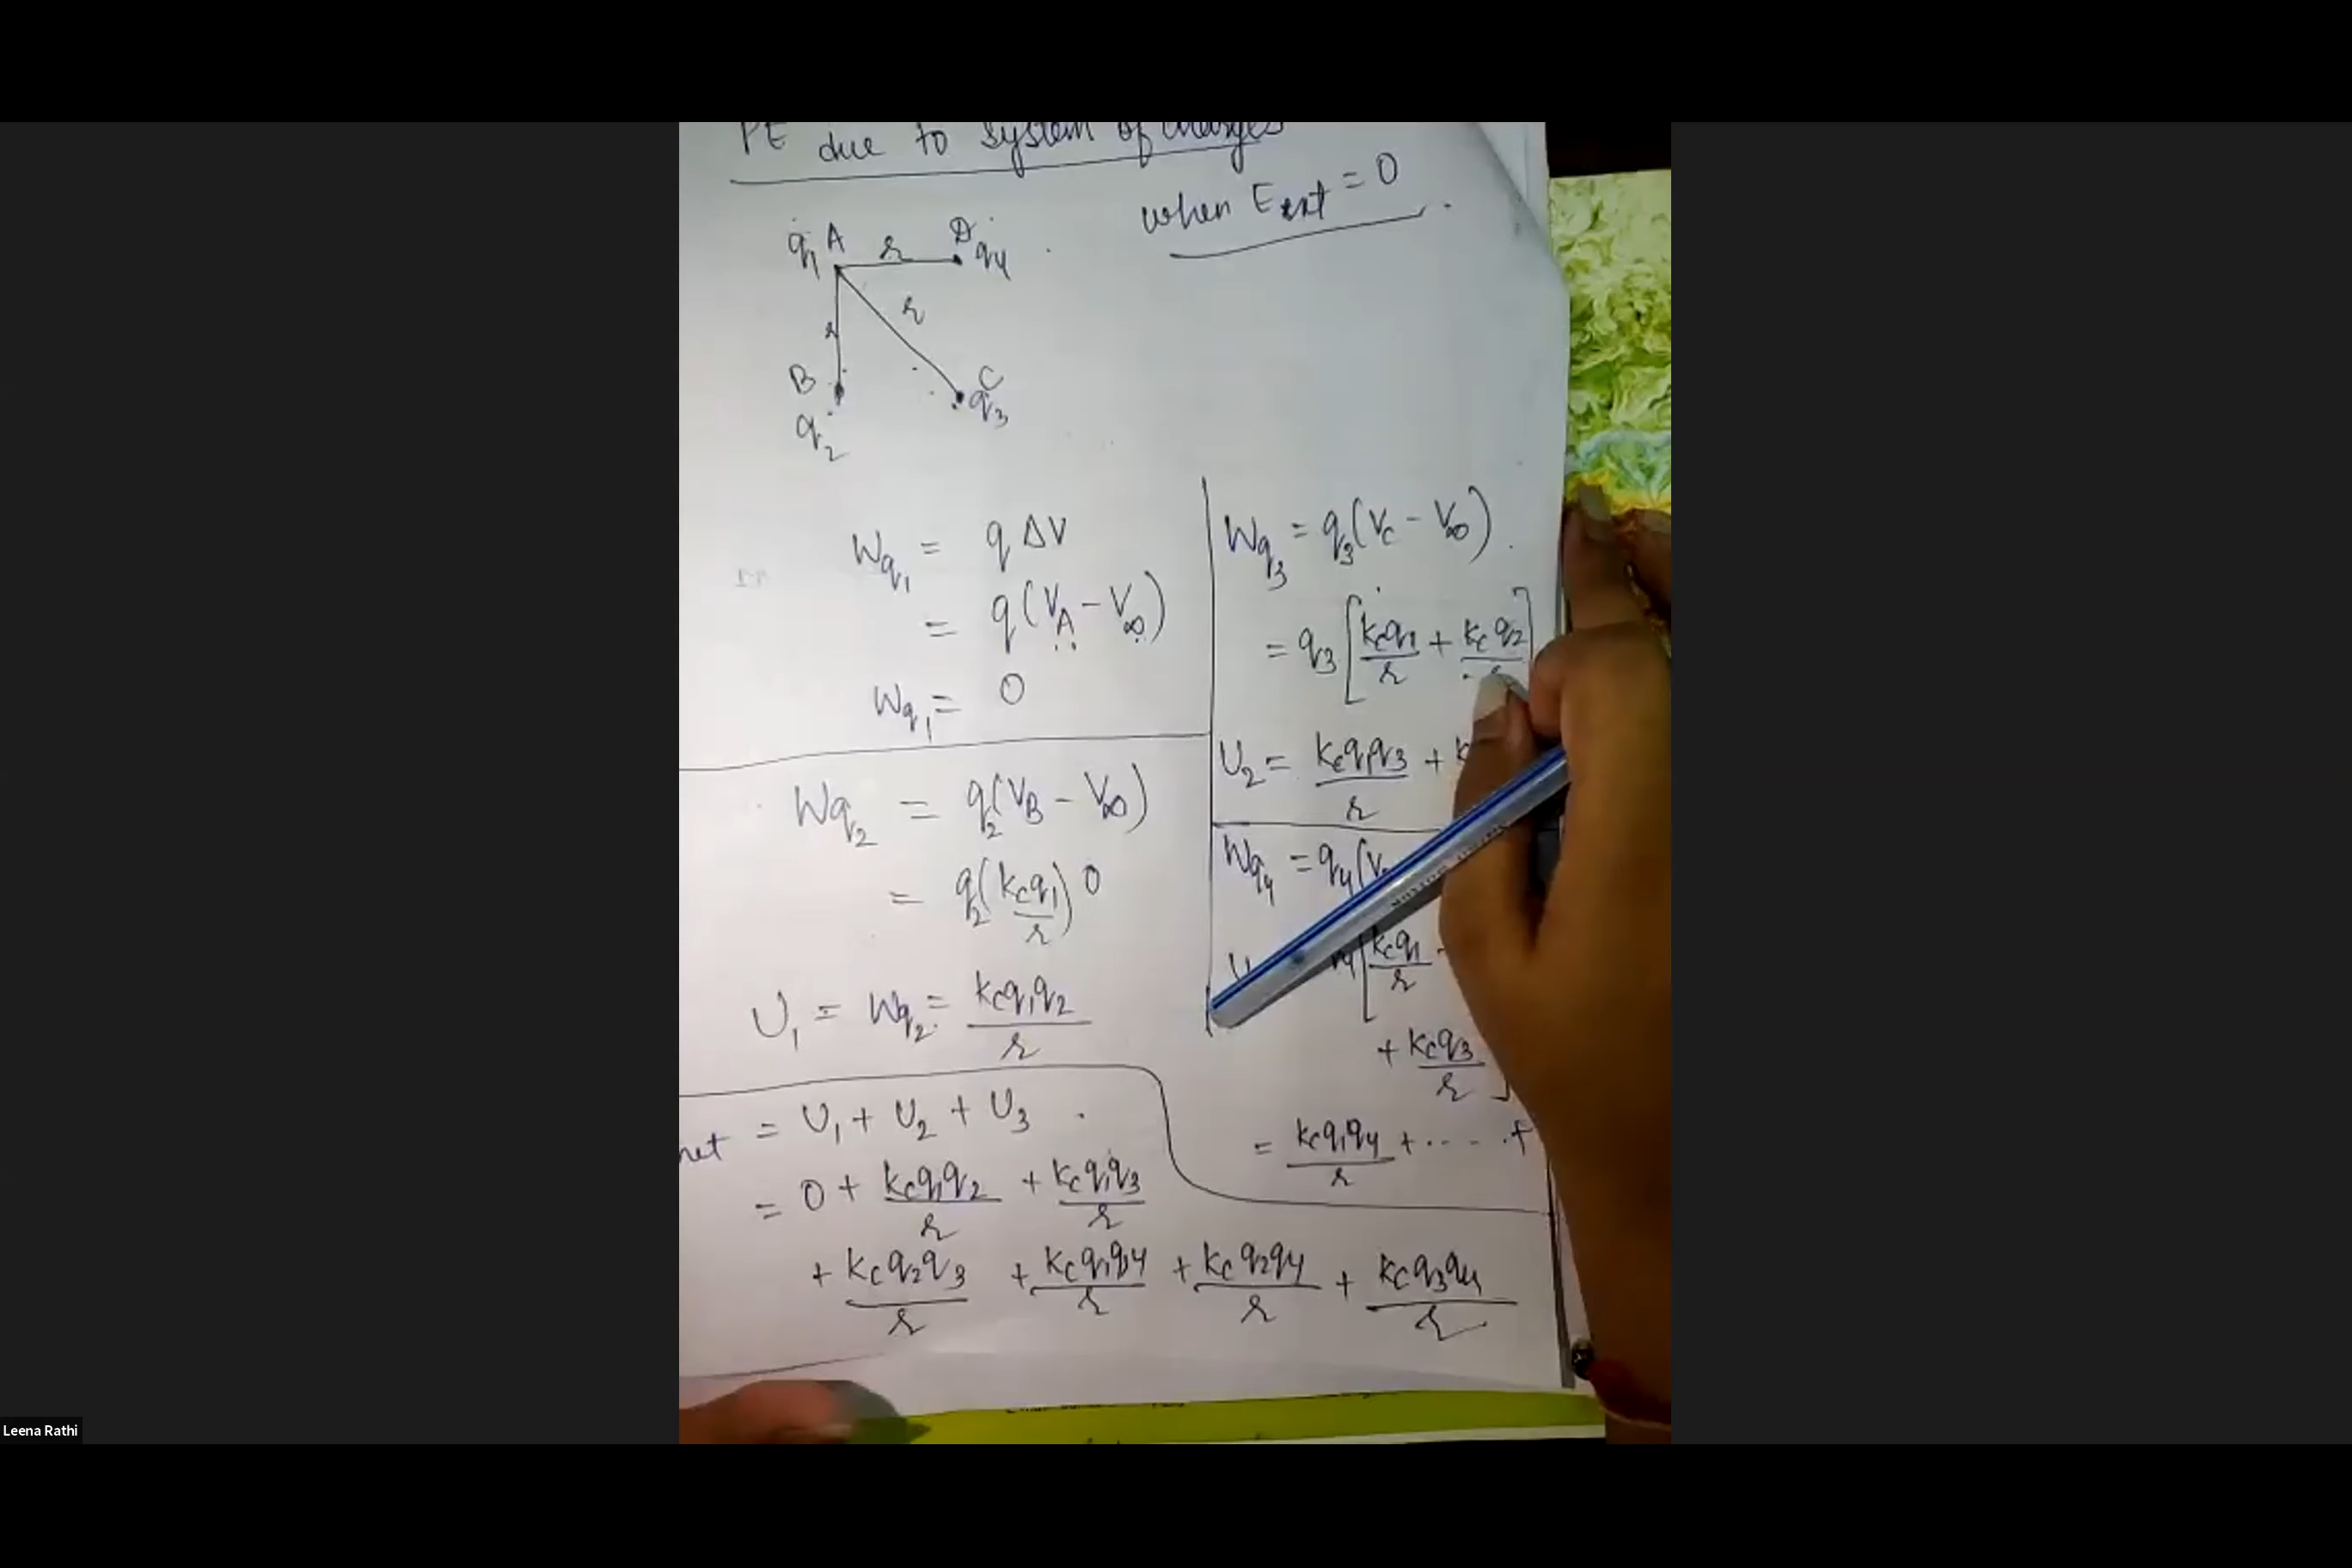 PE due to system of charges
when Eext = 0
q1 A r D q4
r
r
B C
q2 q3
Wq1 = q ΔV
= q (VA - V∞)
Wq1 = 0
Wq2 = q2 (VB - V∞)
= q2 (kcq1/r) 0
U1 = Wq2 = kcq1q2/r
Wq3 = q3 (Vc - V∞)
= q3 [kcq1/r + kcq2/r]
U2 = kcq1q3/r +
Wq4 = q4 (V
[kcq1/r
+ kcq3/r ]
= kcq1q4/r + ..... +
net = U1 + U2 + U3
= 0 + kcq1q2/r + kcq1q3/r
+ kcq2q3/r + kcq1q4/r + kcq2q4/r + kcq3q4/r
Leena Rathi